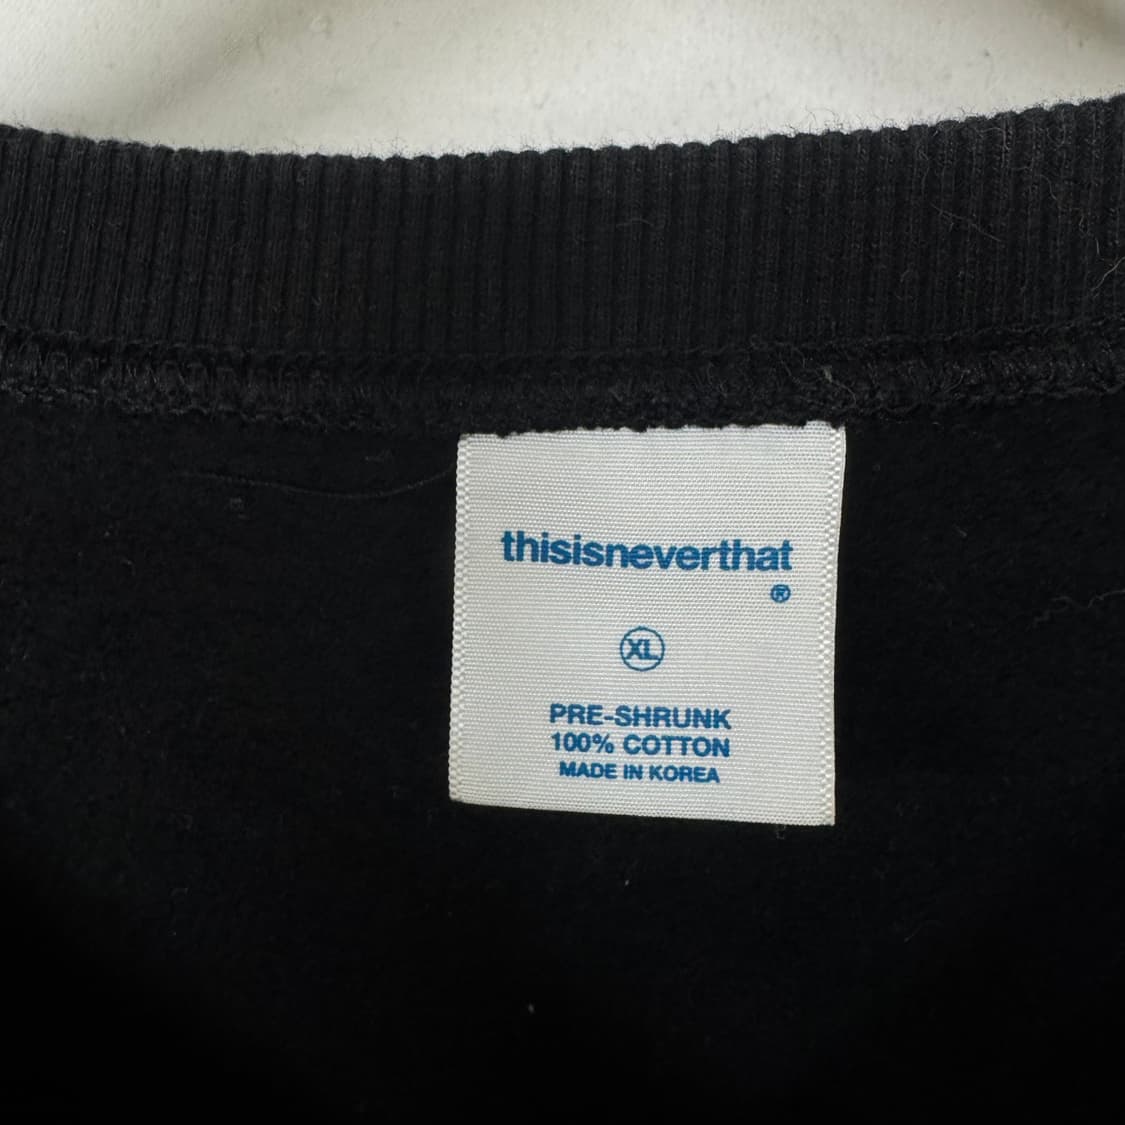 thisisneverthat
®
XL
PRE-SHRUNK
100% COTTON
MADE IN KOREA